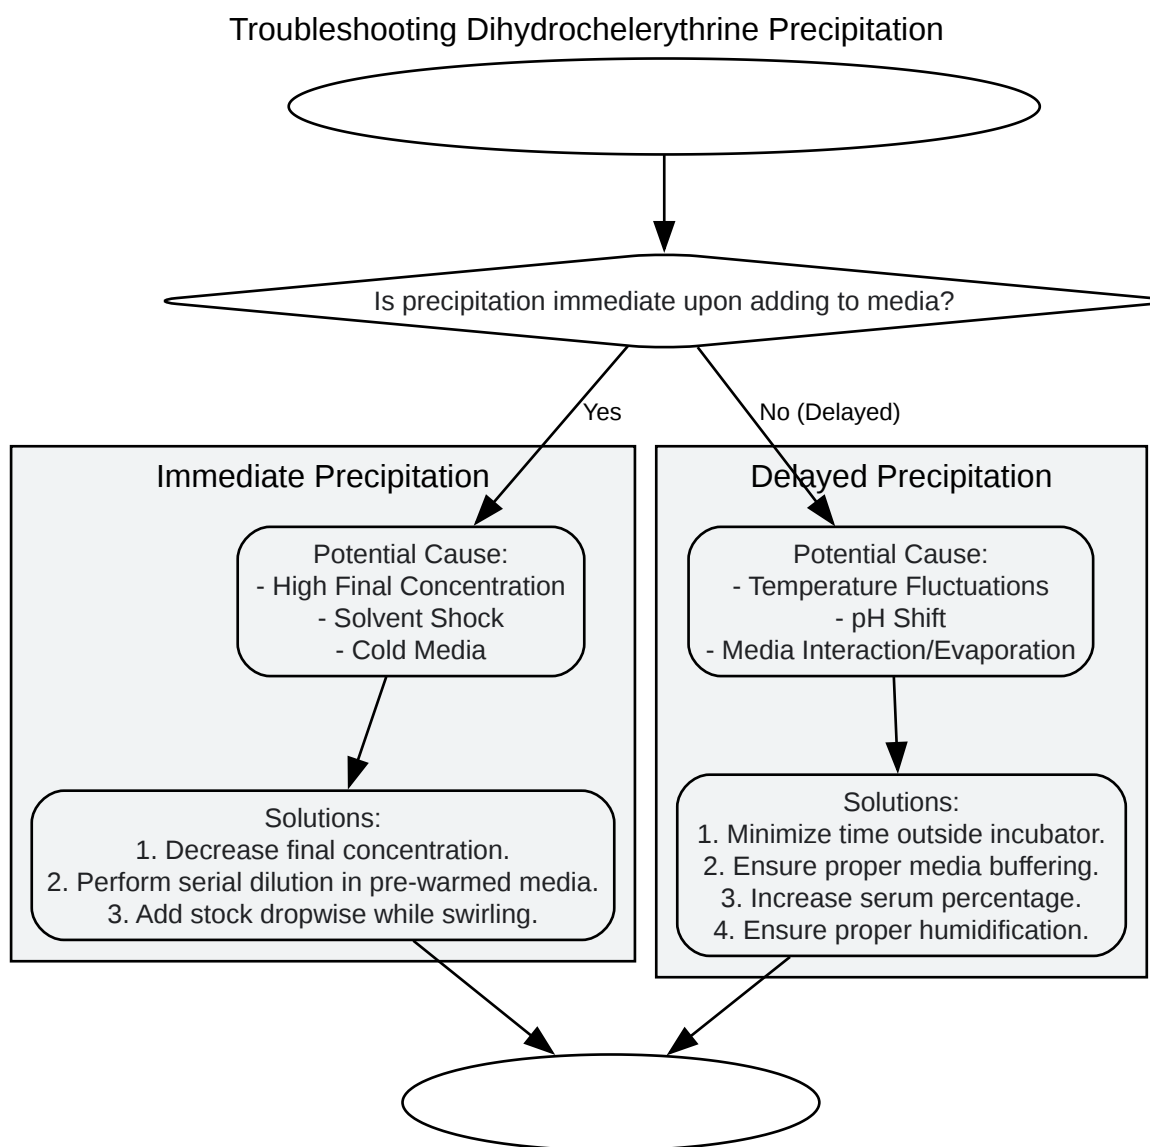 Troubleshooting Dihydrochelerythrine Precipitation
Is precipitation immediate upon adding to media?
Yes
No (Delayed)
Immediate Precipitation
Potential Cause:
- High Final Concentration
- Solvent Shock
- Cold Media
Solutions:
1. Decrease final concentration.
2. Perform serial dilution in pre-warmed media.
3. Add stock dropwise while swirling.
Delayed Precipitation
Potential Cause:
- Temperature Fluctuations
- pH Shift
- Media Interaction/Evaporation
Solutions:
1. Minimize time outside incubator.
2. Ensure proper media buffering.
3. Increase serum percentage.
4. Ensure proper humidification.